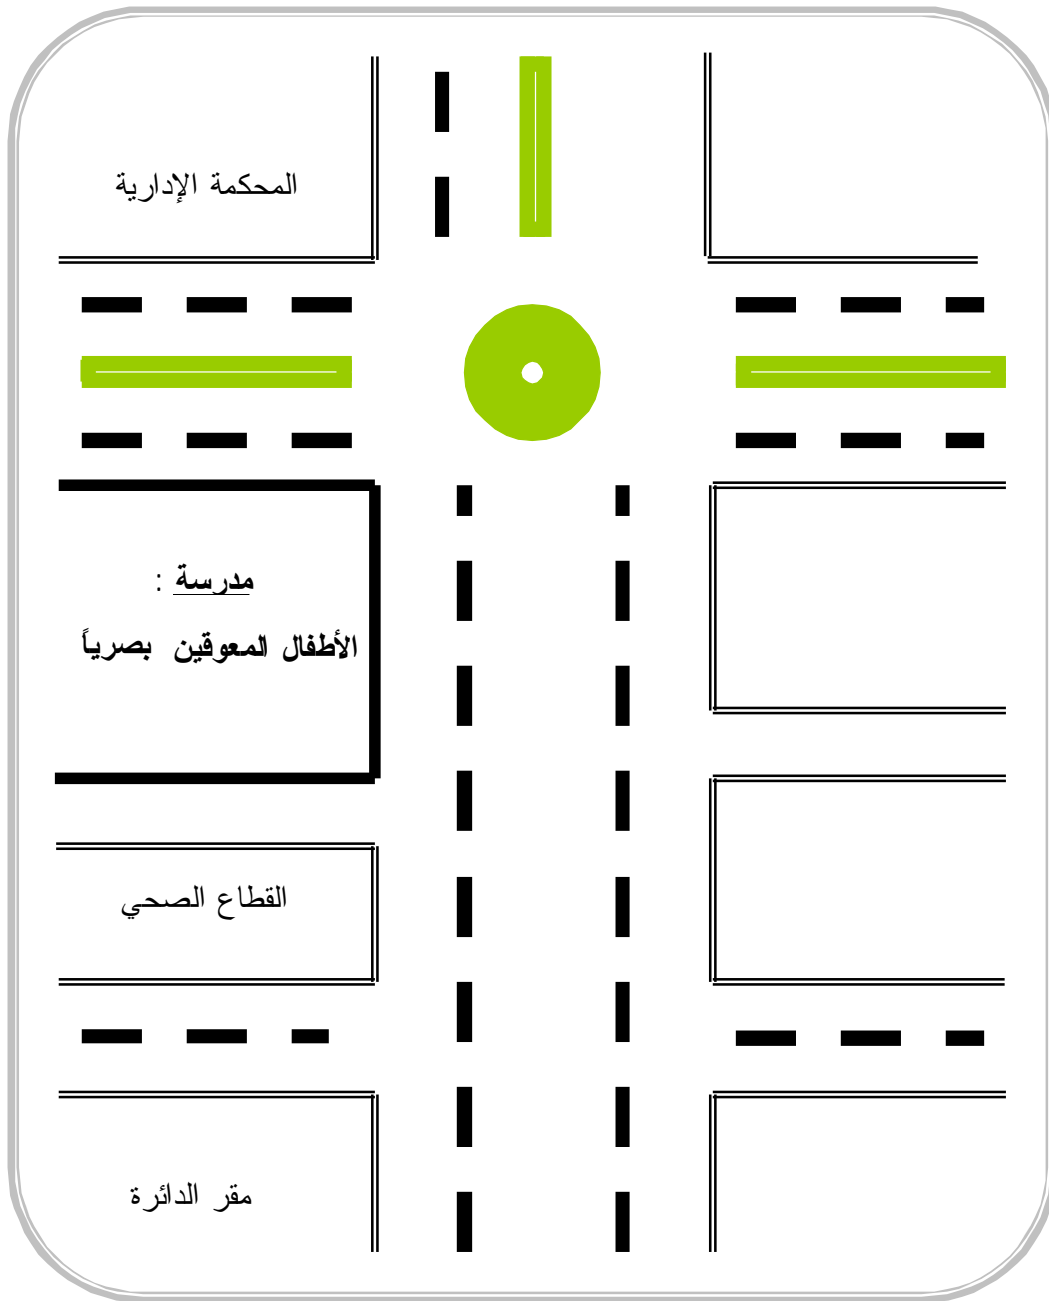 المحكمة الإدارية
مدرسة :
الأطفال المعوقين بصرياً
القطاع الصحي
مقر الدائرة